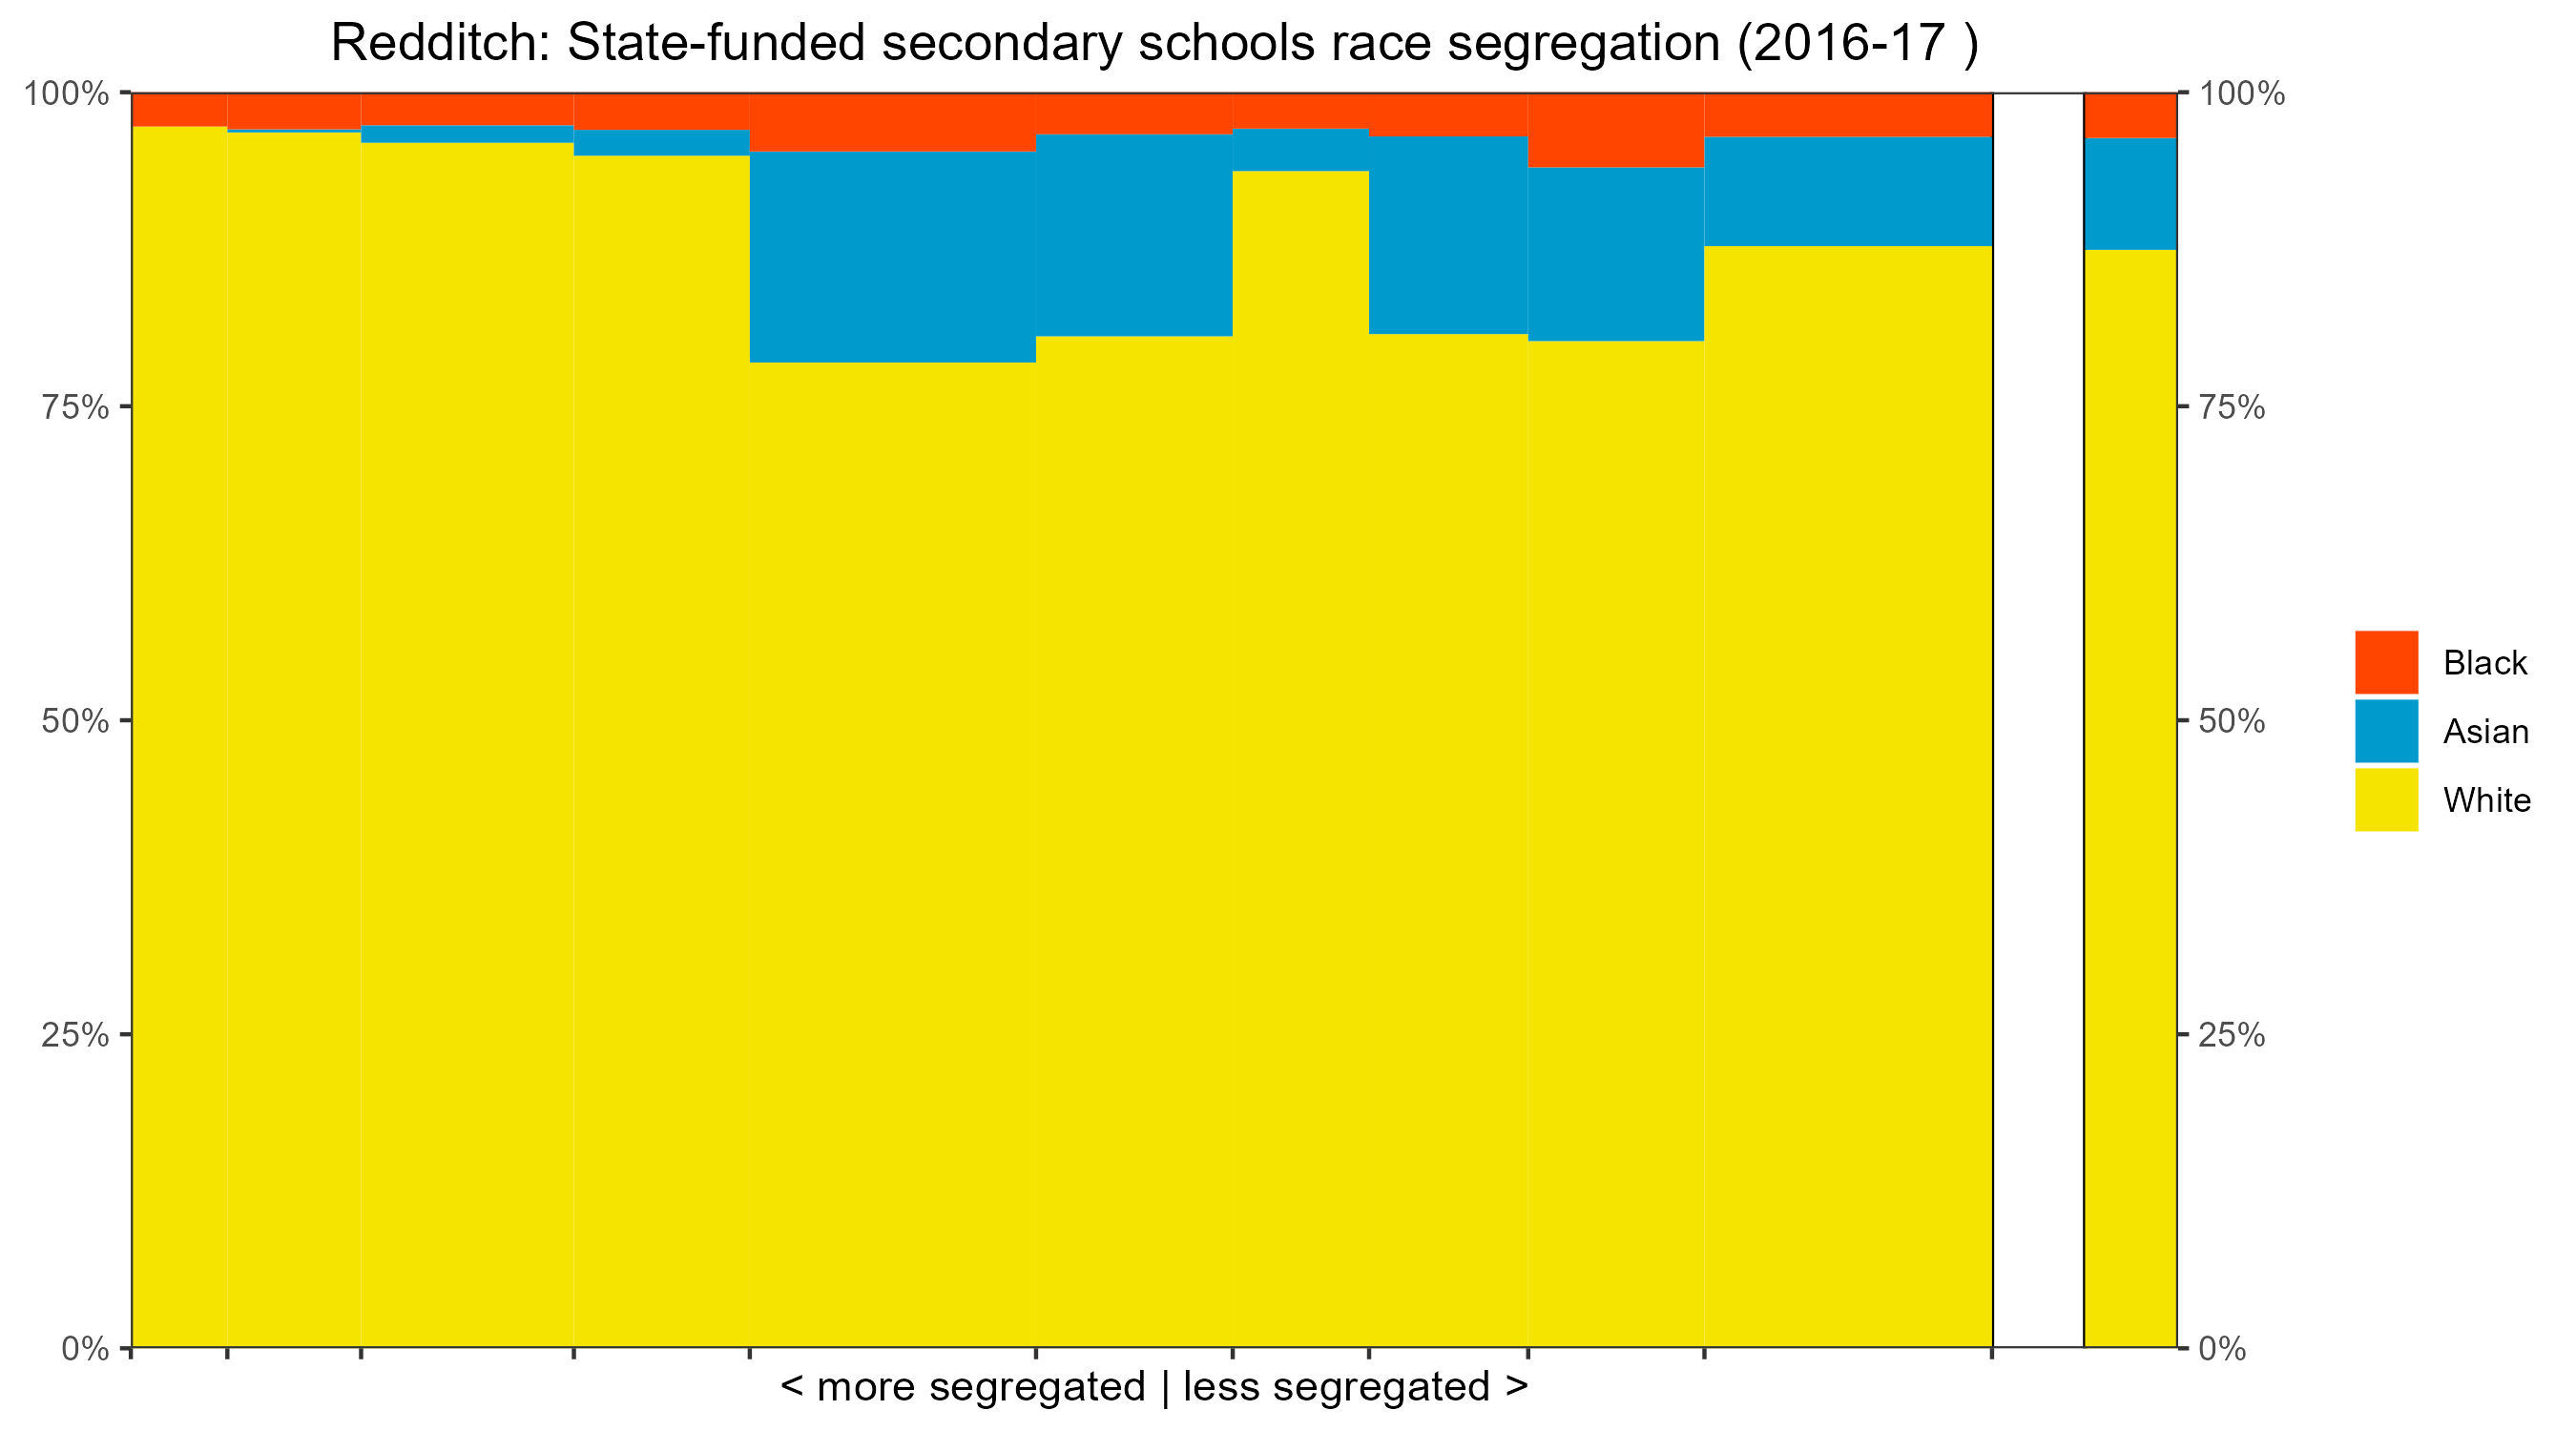 Redditch: State-funded secondary schools race segregation (2016-17 )
100%
75%
50%
25%
0%
100%
75%
50%
25%
0%
Black
Asian
White
< more segregated | less segregated >